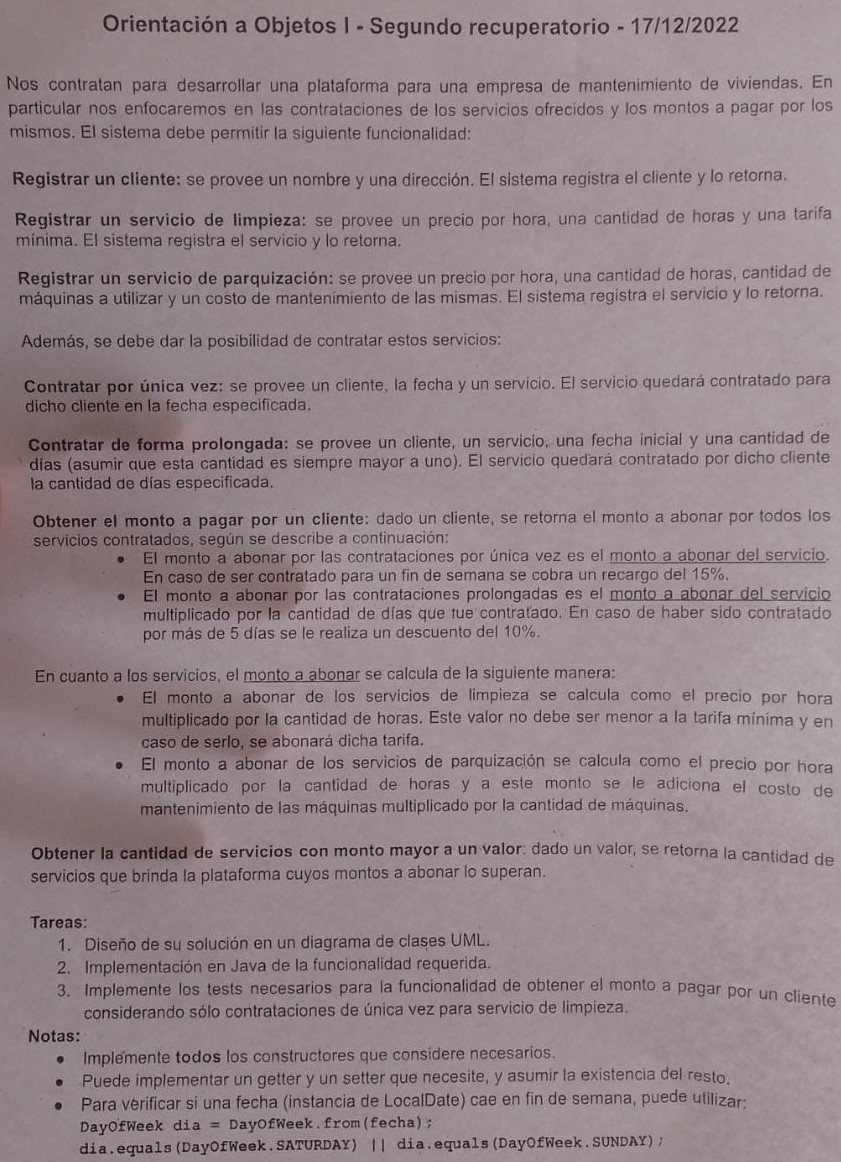 Orientación a Objetos I - Segundo recuperatorio - 17/12/2022
Nos contratan para desarrollar una plataforma para una empresa de mantenimiento de viviendas. En
particular nos enfocaremos en las contrataciones de los servicios ofrecidos y los montos a pagar por los
mismos. El sistema debe permitir la siguiente funcionalidad:
Registrar un cliente: se provee un nombre y una dirección. El sistema registra el cliente y lo retorna.
Registrar un servicio de limpieza: se provee un precio por hora, una cantidad de horas y una tarifa
mínima. El sistema registra el servicio y lo retorna.
Registrar un servicio de parquización: se provee un precio por hora, una cantidad de horas, cantidad de
máquinas a utilizar y un costo de mantenimiento de las mismas. El sistema registra el servicio y lo retorna.
Además, se debe dar la posibilidad de contratar estos servicios:
Contratar por única vez: se provee un cliente, la fecha y un servicio. El servicio quedará contratado para
dicho cliente en la fecha especificada.
Contratar de forma prolongada: se provee un cliente, un servicio, una fecha inicial y una cantidad de
días (asumir que esta cantidad es siempre mayor a uno). El servicio quedará contratado por dicho cliente
la cantidad de días especificada.
Obtener el monto a pagar por un cliente: dado un cliente, se retorna el monto a abonar por todos los
servicios contratados, según se describe a continuación:
• El monto a abonar por las contrataciones por única vez es el monto a abonar del servicio.
En caso de ser contratado para un fin de semana se cobra un recargo del 15%.
• El monto a abonar por las contrataciones prolongadas es el monto a abonar del servicio
multiplicado por la cantidad de días que fue contratado. En caso de haber sido contratado
por más de 5 días se le realiza un descuento del 10%.
En cuanto a los servicios, el monto a abonar se calcula de la siguiente manera:
• El monto a abonar de los servicios de limpieza se calcula como el precio por hora
multiplicado por la cantidad de horas. Este valor no debe ser menor a la tarifa mínima y en
caso de serlo, se abonará dicha tarifa.
• El monto a abonar de los servicios de parquización se calcula como el precio por hora
multiplicado por la cantidad de horas y a este monto se le adiciona el costo de
mantenimiento de las máquinas multiplicado por la cantidad de máquinas.
Obtener la cantidad de servicios con monto mayor a un valor: dado un valor, se retorna la cantidad de
servicios que brinda la plataforma cuyos montos a abonar lo superan.
Tareas:
1. Diseño de su solución en un diagrama de clases UML.
2. Implementación en Java de la funcionalidad requerida.
3. Implemente los tests necesarios para la funcionalidad de obtener el monto a pagar por un cliente
considerando sólo contrataciones de única vez para servicio de limpieza.
Notas:
• Implemente todos los constructores que considere necesarios.
• Puede implementar un getter y un setter que necesite, y asumir la existencia del resto.
• Para verificar si una fecha (instancia de LocalDate) cae en fin de semana, puede utilizar:
DayOfWeek dia = DayOfWeek.from(fecha);
dia.equals(DayOfWeek.SATURDAY) || dia.equals(DayOfWeek.SUNDAY);